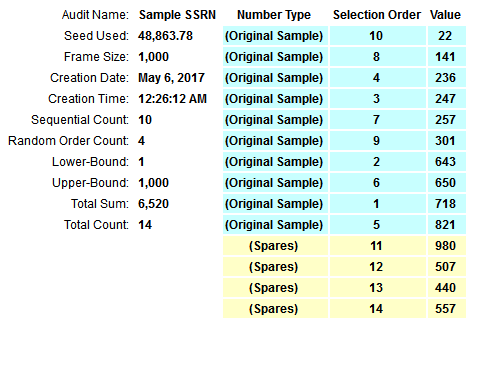 Audit Name: Sample SSRN Number Type Selection Order Value
Seed Used: 48,863.78 (Original Sample) 10 22
Frame Size: 1,000 (Original Sample) 8 141
Creation Date: May 6, 2017 (Original Sample) 4 236
Creation Time: 12:26:12 AM (Original Sample) 3 247
Sequential Count: 10 (Original Sample) 7 257
Random Order Count: 4 (Original Sample) 9 301
Lower-Bound: 1 (Original Sample) 2 643
Upper-Bound: 1,000 (Original Sample) 6 650
Total Sum: 6,520 (Original Sample) 1 718
Total Count: 14 (Original Sample) 5 821
(Spares) 11 980
(Spares) 12 507
(Spares) 13 440
(Spares) 14 557